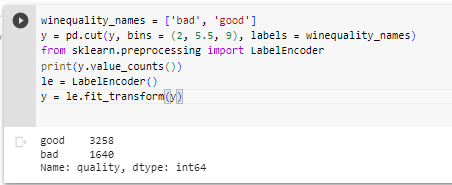 winequality_names = ['bad', 'good']
y = pd.cut(y, bins = (2, 5.5, 9), labels = winequality_names)
from sklearn.preprocessing import LabelEncoder
print(y.value_counts())
le = LabelEncoder()
y = le.fit_transform(y)
good    3258
bad     1640
Name: quality, dtype: int64